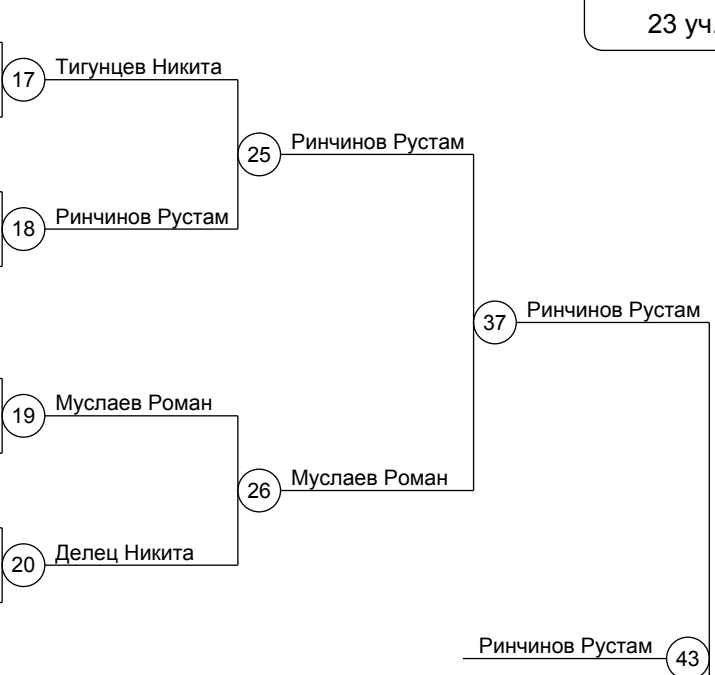 23 уч.
17 Тигунцев Никита
25 Ринчинов Рустам
18 Ринчинов Рустам
37 Ринчинов Рустам
19 Муслаев Роман
26 Муслаев Роман
20 Делец Никита
Ринчинов Рустам 43